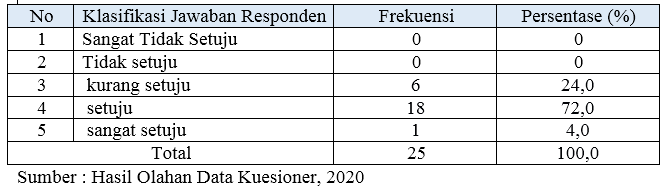 No Klasifikasi Jawaban Responden Frekuensi Persentase (%)
1 Sangat Tidak Setuju 0 0
2 Tidak setuju 0 0
3 kurang setuju 6 24,0
4 setuju 18 72,0
5 sangat setuju 1 4,0
Total 25 100,0
Sumber : Hasil Olahan Data Kuesioner, 2020